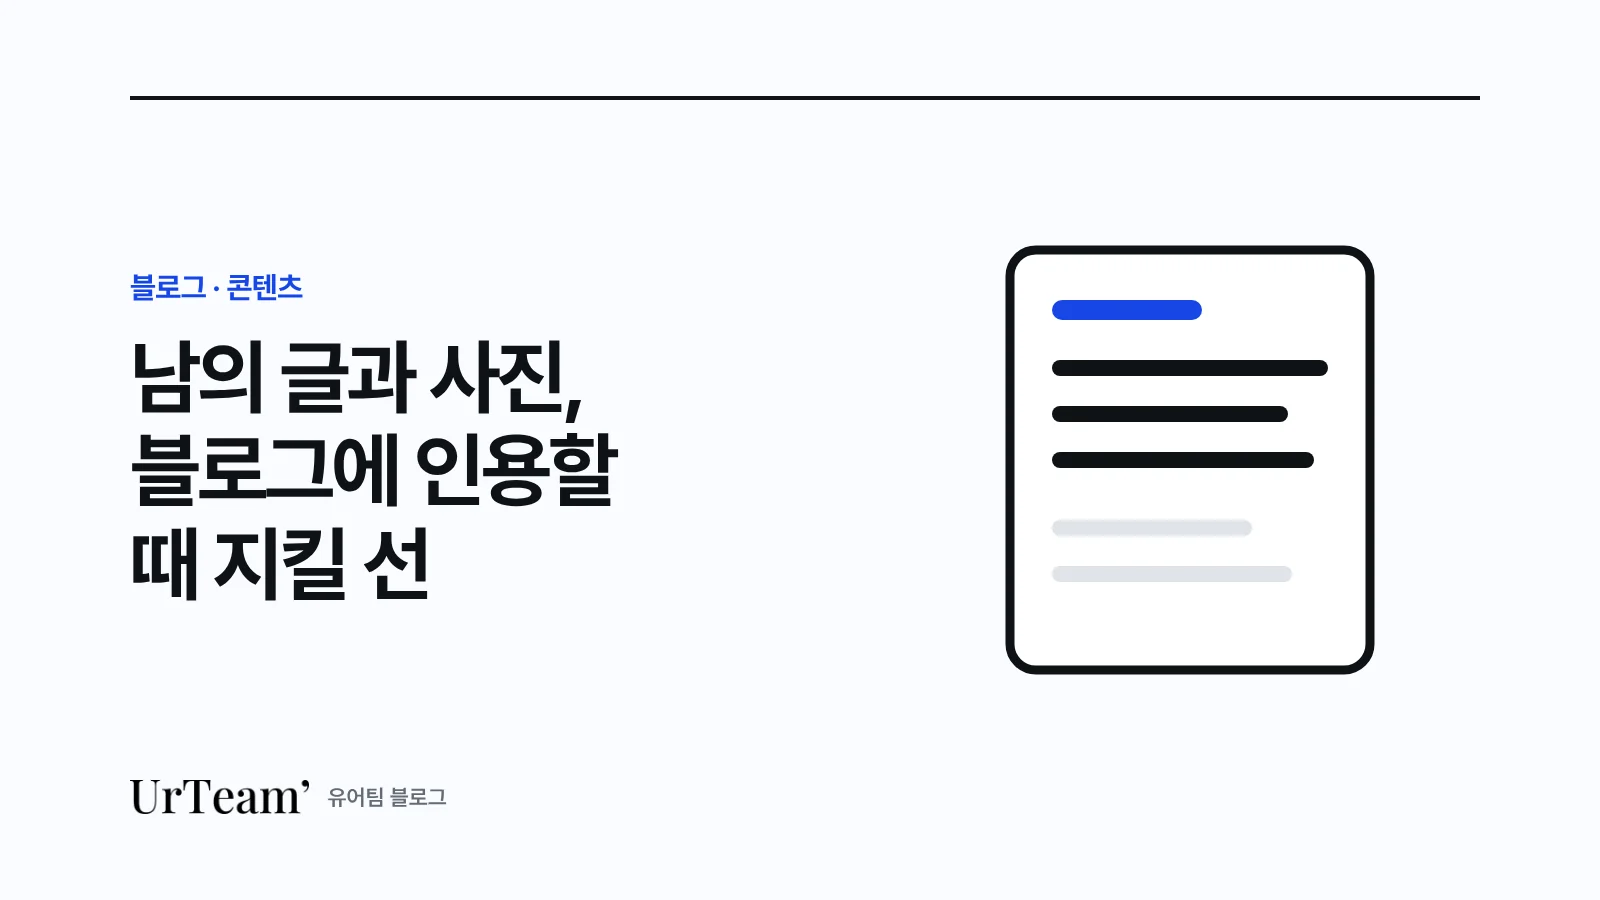 블로그 · 콘텐츠
남의 글과 사진,
블로그에 인용할
때 지킬 선
UrTeam’ 유어팀 블로그